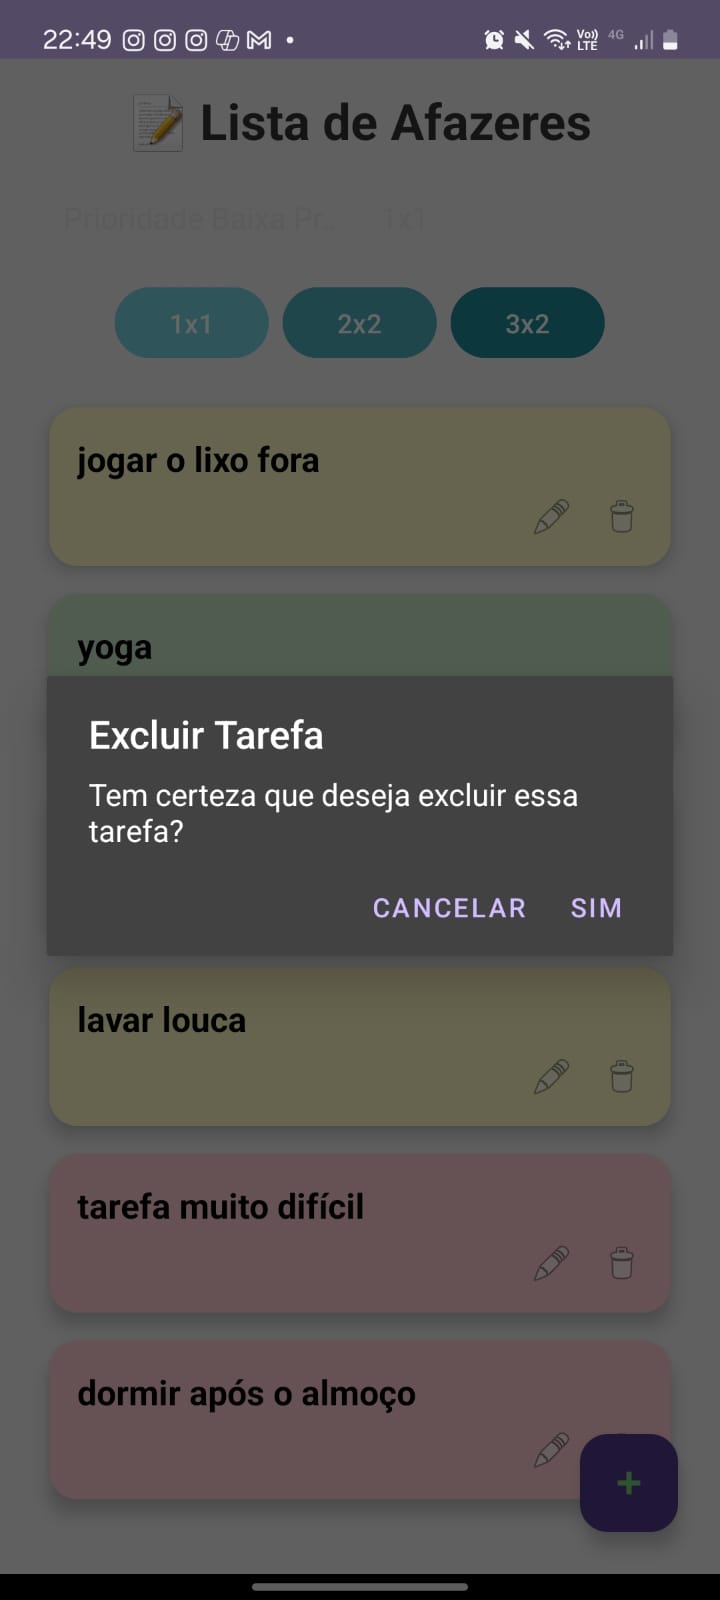 22:49
Vo))
LTE
4G
Lista de Afazeres
Prioridade Baixa Pr... 1x1
1x1 2x2 3x2
jogar o lixo fora
yoga
Excluir Tarefa
Tem certeza que deseja excluir essa
tarefa?
CANCELAR SIM
lavar louca
tarefa muito difícil
dormir após o almoço
+